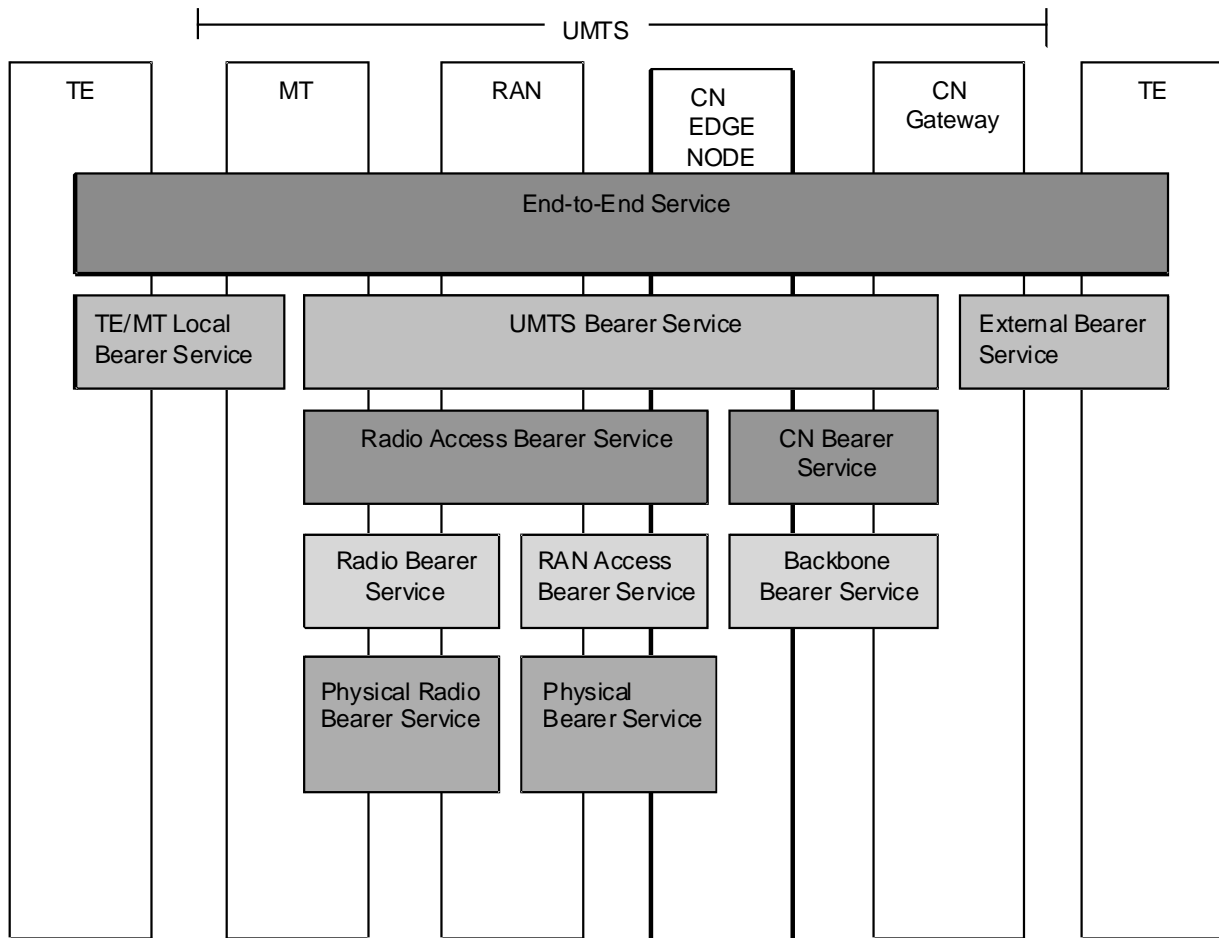 UMTS
TE
MT
RAN
CN
EDGE
NODE
CN
Gateway
TE
End-to-End Service
TE/MT Local
Bearer Service
UMTS Bearer Service
External Bearer
Service
Radio Access Bearer Service
CN Bearer
Service
Radio Bearer
Service
RAN Access
Bearer Service
Backbone
Bearer Service
Physical Radio
Bearer Service
Physical
Bearer Service